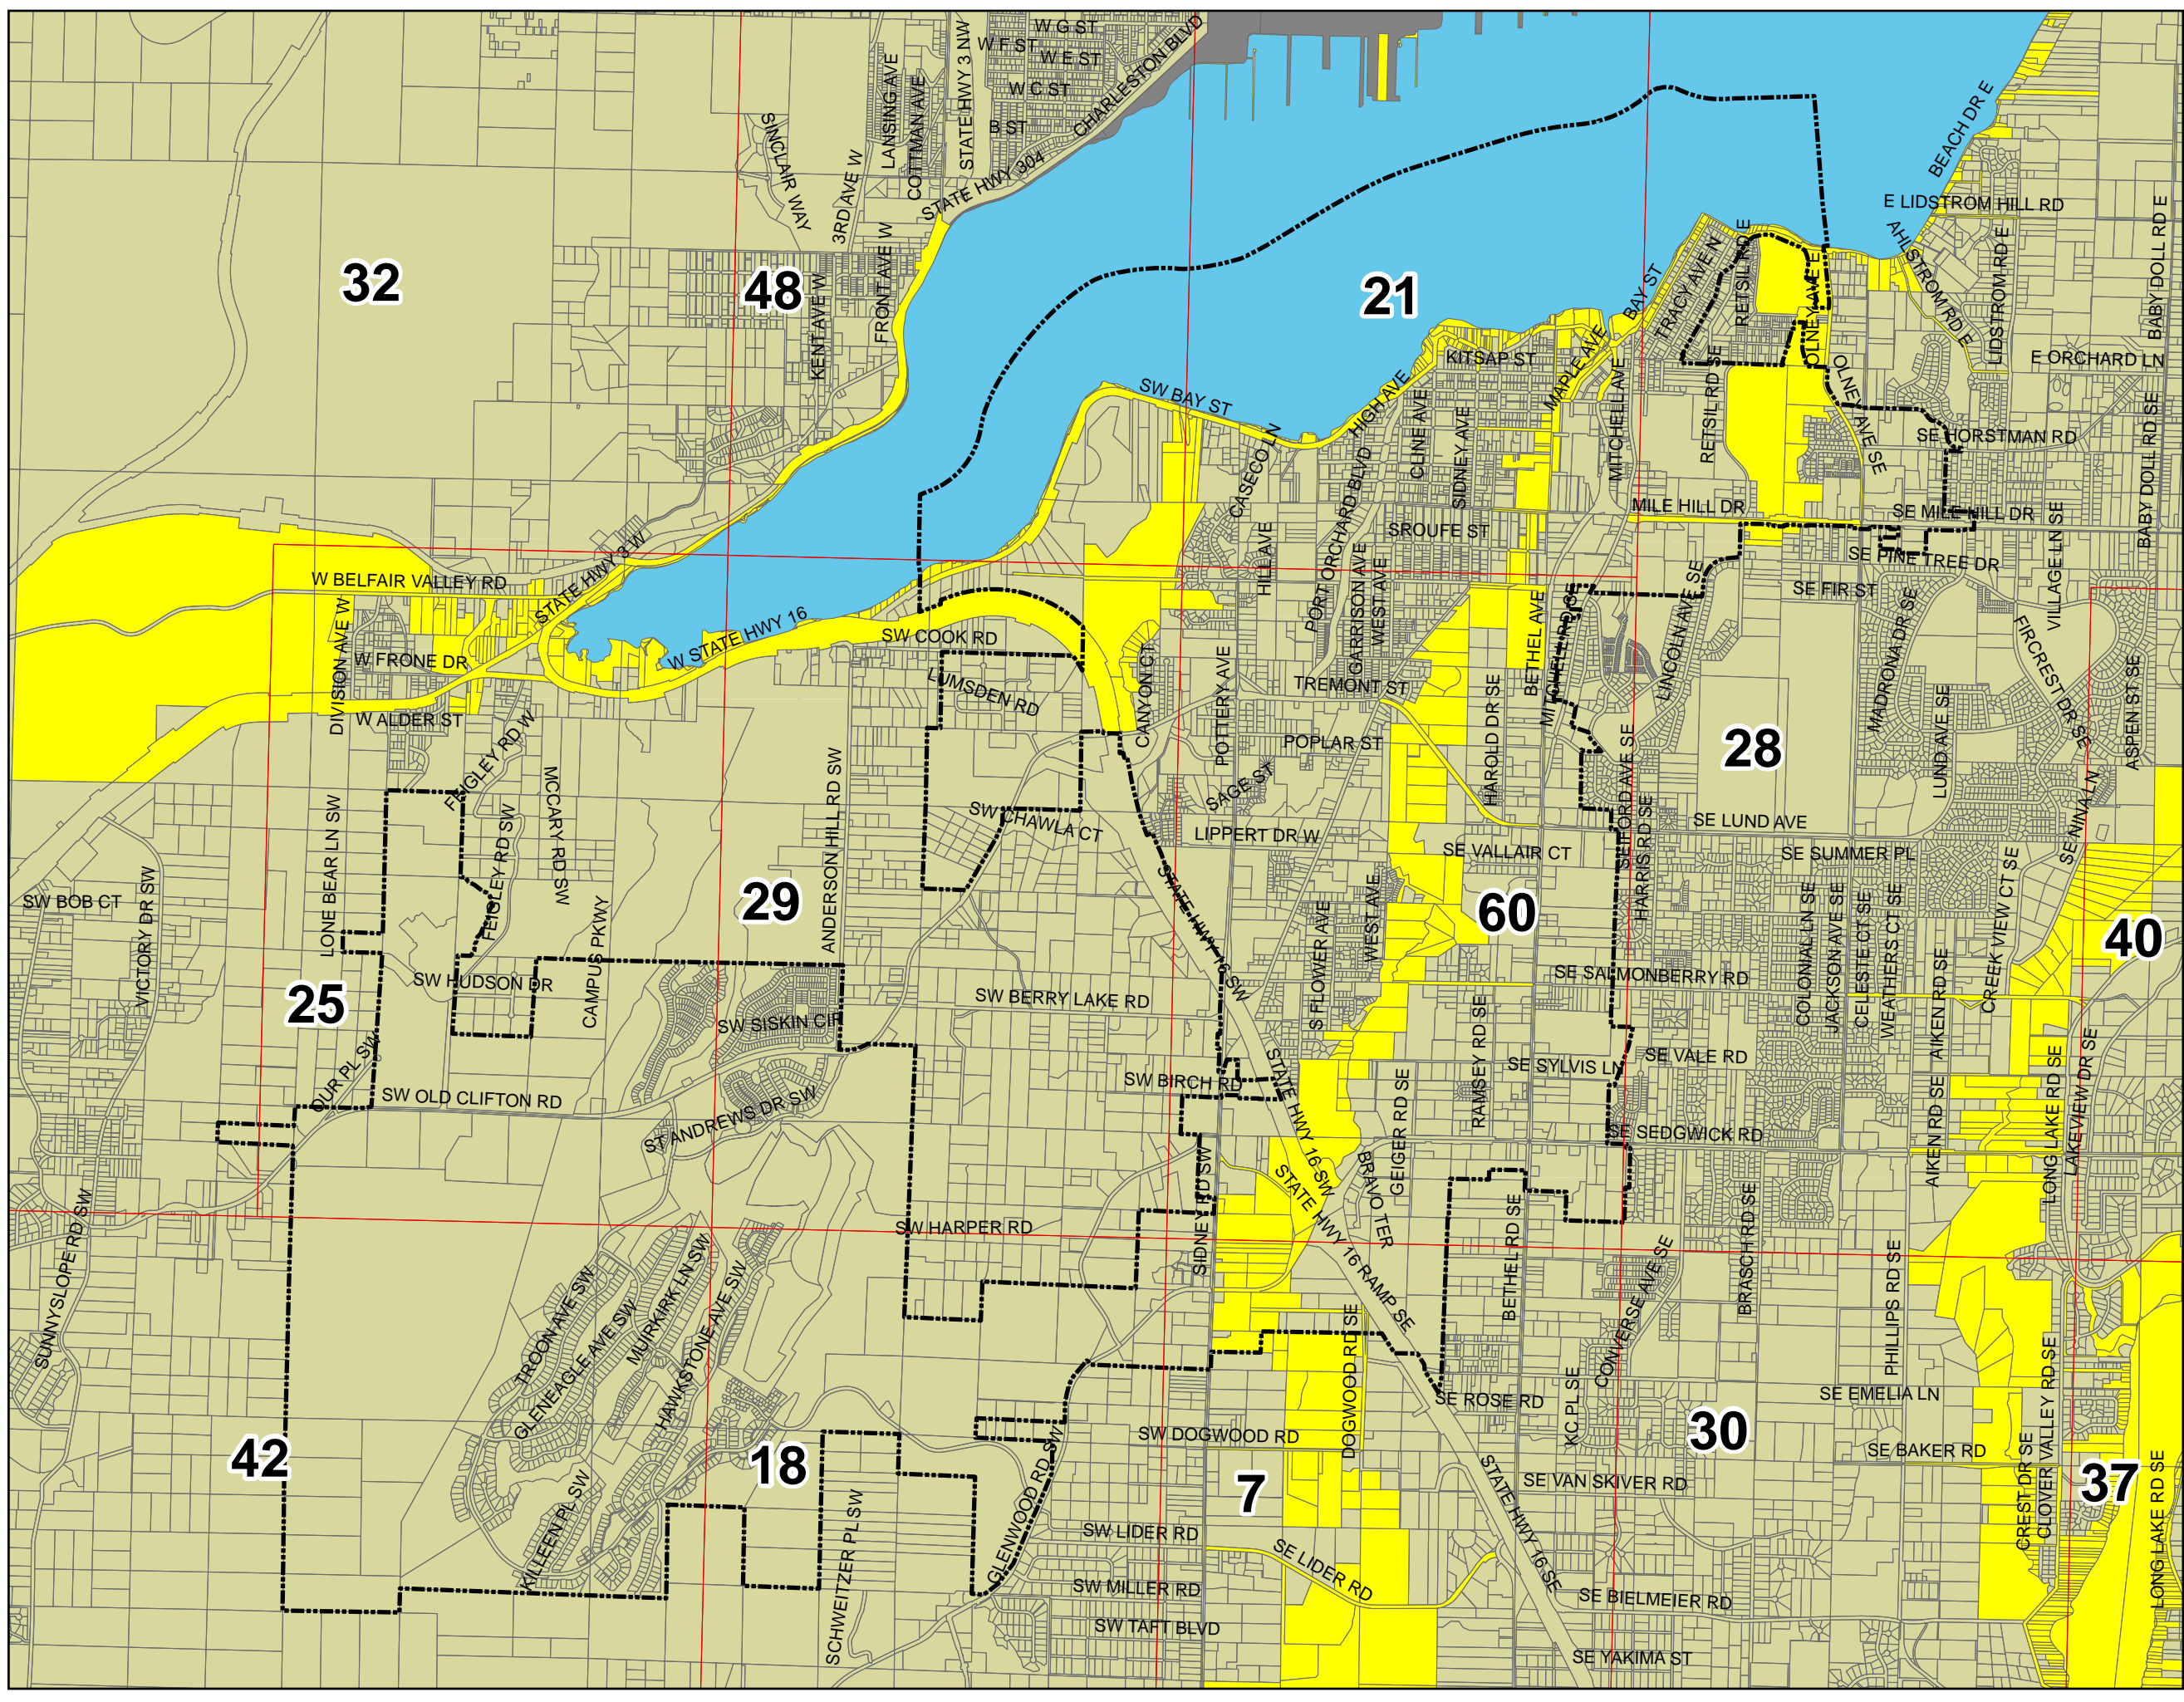 W G ST
W F ST
W E ST
W C ST
B ST
CHARLESTON BLVD
STATE HWY 3 NW
LANSING AVE
COTTMAN AVE
SINCLAIR WAY
3RD AVE W
STATE HWY 304
FRONT AVE W
KENT AVE W
32
48
21
BEACH DR E
E LIDSTROM HILL RD
AHLSTROM RD E
LIDSTROM RD E
BABY DOLL RD E
E ORCHARD LN
RETSIL RD E
TRACY AVE N
BAY ST
OLNEY AVE E
KITSAP ST
MAPLE AVE
MITCHELL AVE
RETSIL RD SE
OLNEY AVE SE
SW BAY ST
HIGH AVE
CLINE AVE
SIDNEY AVE
CASECO LN
PORT ORCHARD BLVD
SE HORSTMAN RD
BABY DOLL RD SE
MILE HILL DR
SE MILE HILL DR
SROUFE ST
HILL AVE
GARRISON AVE
WEST AVE
SE PINE TREE DR
SE FIR ST
VILLAGE LN SE
STATE HWY 3 W
W BELFAIR VALLEY RD
DIVISION AVE W
W FRONE DR
W ALDER ST
W STATE HWY 16
SW COOK RD
LUMSDEN RD
CANYON CT
POTTERY AVE
TREMONT ST
POPLAR ST
SAGE ST
BETHEL AVE
MITCHELL RD SE
HAROLD DR SE
LINCOLN AVE SE
MADRONA DR SE
FIRCREST DR SE
LUND AVE SE
ASPEN ST SE
28
FEIGLEY RD W
FEIGLEY RD SW
MCCARY RD SW
LONE BEAR LN SW
ANDERSON HILL RD SW
SW CHAWLA CT
LIPPERT DR W
SE VALLAIR CT
SE LUND AVE
SE SUMMER PL
SE SENINA LN
SEFORD AVE SE
HARRIS RD SE
SW BOB CT
VICTORY DR SW
CAMPUS PKWY
29
60
40
25
STATE HWY 16 SW
S FLOWER AVE
WEST AVE
SE SALMONBERRY RD
COLONIAL LN SE
JACKSON AVE SE
CELESTE CT SE
WEATHERS CT SE
AIKEN RD SE
CREEK VIEW CT SE
SW HUDSON DR
SW BERRY LAKE RD
SW SISKIN CIR
OUR PL SW
SW OLD CLIFTON RD
ST ANDREWS DR SW
SW BIRCH RD
STATE HWY 16 SW
RAMSEY RD SE
GEIGER RD SE
SE SYLVIS LN
SE VALE RD
SE SEDGWICK RD
AIKEN RD SE
LONG LAKE RD SE
LAKEVIEW DR SE
SUNNYSLOPE RD SW
SW HARPER RD
SIDNEY RD SW
STATE HWY 16 SW
BRAVO TER
STATE HWY 16 RAMP SE
BETHEL RD SE
CONVERSE AVE SE
BRASCH RD SE
PHILLIPS RD SE
TROON AVE SW
GLENEAGLE AVE SW
MUIRKIRK LN SW
HAWKSTONE AVE SW
KILLEEN PL SW
DOGWOOD RD SE
SE ROSE RD
SE EMELIA LN
KC PL SE
42
18
7
30
37
SW DOGWOOD RD
SE BAKER RD
SE VAN SKIVER RD
CREST DR SE
CLOVER VALLEY RD SE
LONG LAKE RD SE
GLENWOOD RD SW
SCHWEITZER PL SW
SW LIDER RD
SE LIDER RD
STATE HWY 16 SE
SW MILLER RD
SE BIELMEIER RD
SW TAFT BLVD
SE YAKIMA ST